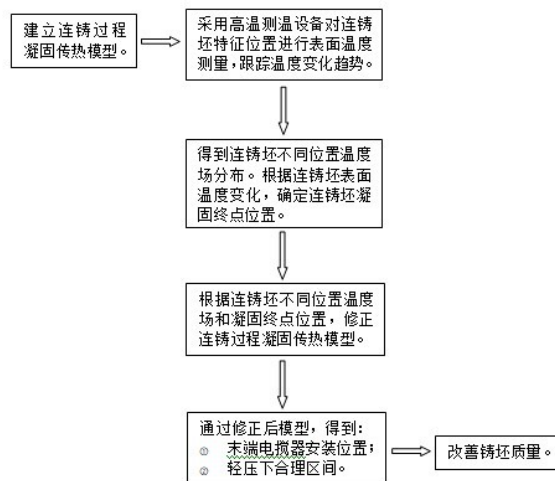 建立连铸过程
凝固传热模型。
采用高温测温设备对连铸
坯特征位置进行表面温度
测量,跟踪温度变化趋势。
得到连铸坯不同位置温度
场分布。根据连铸坯表面
温度变化，确定连铸坯凝
固终点位置。
根据连铸坯不同位置温度
场和凝固终点位置，修正
连铸过程凝固传热模型。
通过修正后模型，得到：
① 末端电搅器安装位置；
② 轻压下合理区间。
改善铸坯质量。